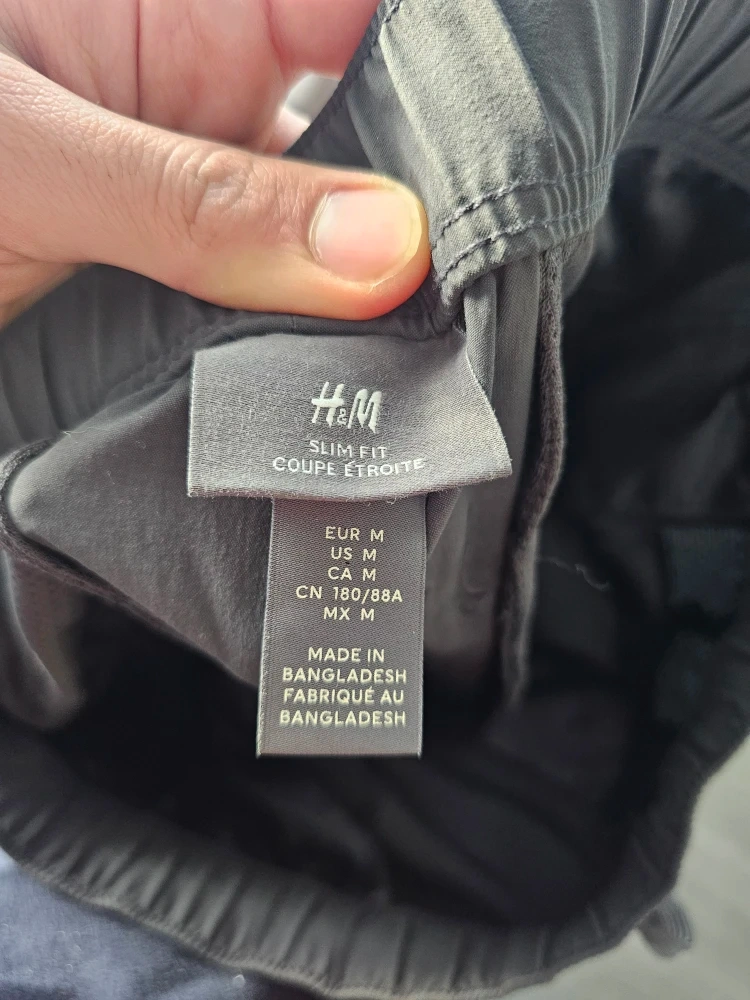 H&M
SLIM FIT
COUPE ÉTROITE
EUR M
US M
CA M
CN 180/88A
MX M
MADE IN
BANGLADESH
FABRIQUÉ AU
BANGLADESH